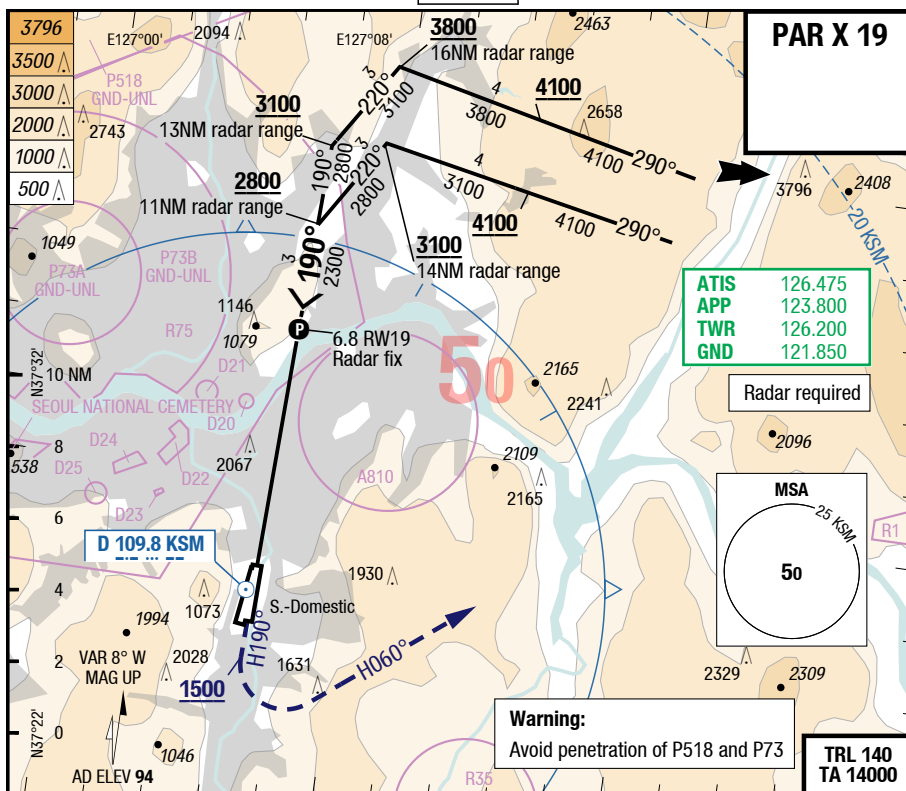 3796
3500
3000
2000
1000
500
E127°00'
2094
E127°08'
3800
16NM radar range
2463
PAR X 19
P518
GND-UNL
2743
3100
13NM radar range
3
220°
3100
4
3800
4100
2658
4100
290°
3796
2408
20 KSM
2800
11NM radar range
190°
2800
3
220°
2800
4
3100
4100
4100
290°
3100
14NM radar range
1049
P73A
GND-UNL
P73B
GND-UNL
R75
3
190°
2300
1146
1079
P
6.8 RW19
Radar fix
ATIS 126.475
APP 123.800
TWR 126.200
GND 121.850
Radar required
N37°32'
10 NM
D21
50
2165
2241
SEOUL NATIONAL CEMETERY
D20
8
538
D24
D25
D22
D23
2067
A810
2109
2165
2096
MSA
25 KSM
50
R1
6
D 109.8 KSM
4
1073
S.-Domestic
1930
1994
VAR 8° W
MAG UP
2028
2
H190°
1500
1631
H060°
2329
2309
N37°22'
0
1046
AD ELEV 94
R35
Warning:
Avoid penetration of P518 and P73
TRL 140
TA 14000